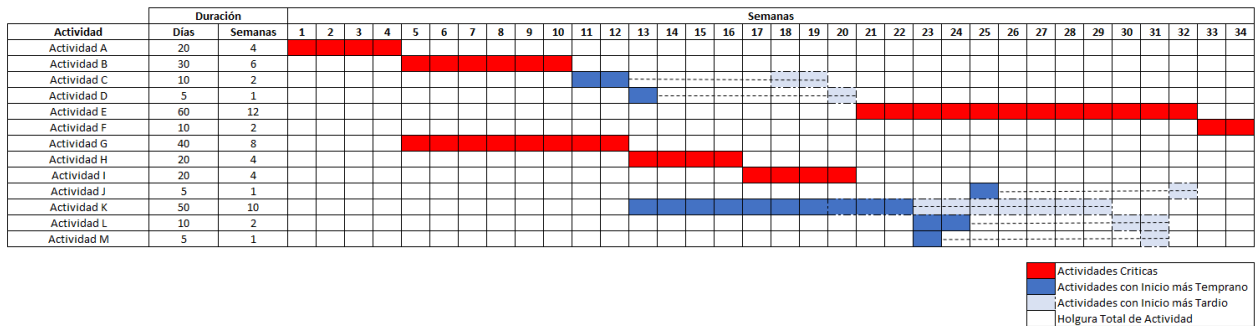 Duración Semanas
Actividad Días Semanas 1 2 3 4 5 6 7 8 9 10 11 12 13 14 15 16 17 18 19 20 21 22 23 24 25 26 27 28 29 30 31 32 33 34
Actividad A 20 4
Actividad B 30 6
Actividad C 10 2
Actividad D 5 1
Actividad E 60 12
Actividad F 10 2
Actividad G 40 8
Actividad H 20 4
Actividad I 20 4
Actividad J 5 1
Actividad K 50 10
Actividad L 10 2
Actividad M 5 1
Actividades Criticas
Actividades con Inicio más Temprano
Actividades con Inicio más Tardio
Holgura Total de Actividad